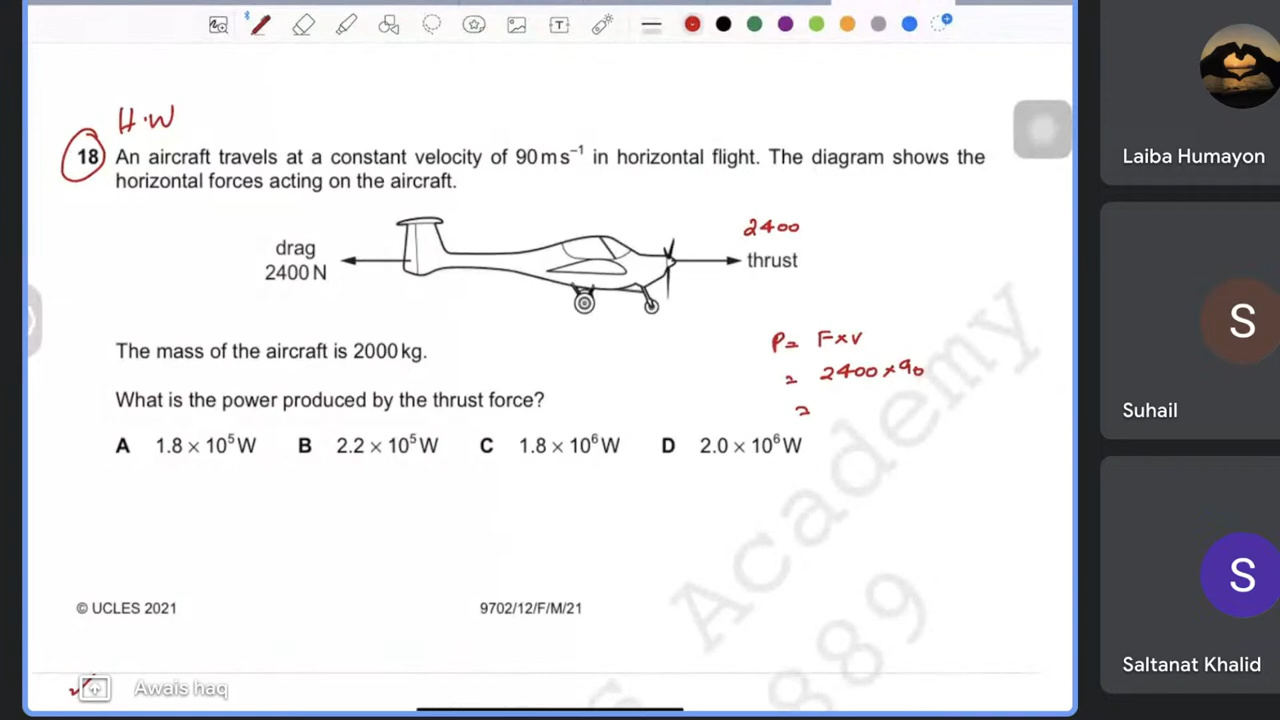 H.W
18 An aircraft travels at a constant velocity of 90 m s⁻¹ in horizontal flight. The diagram shows the
horizontal forces acting on the aircraft.
2400
drag
2400 N
thrust
P = F×v
= 2400×90
=
The mass of the aircraft is 2000 kg.
What is the power produced by the thrust force?
A 1.8 × 10⁵ W B 2.2 × 10⁵ W C 1.8 × 10⁶ W D 2.0 × 10⁶ W
© UCLES 2021 9702/12/F/M/21
Academy
889
Awais haq
Laiba Humayon
S
Suhail
S
Saltanat Khalid
T